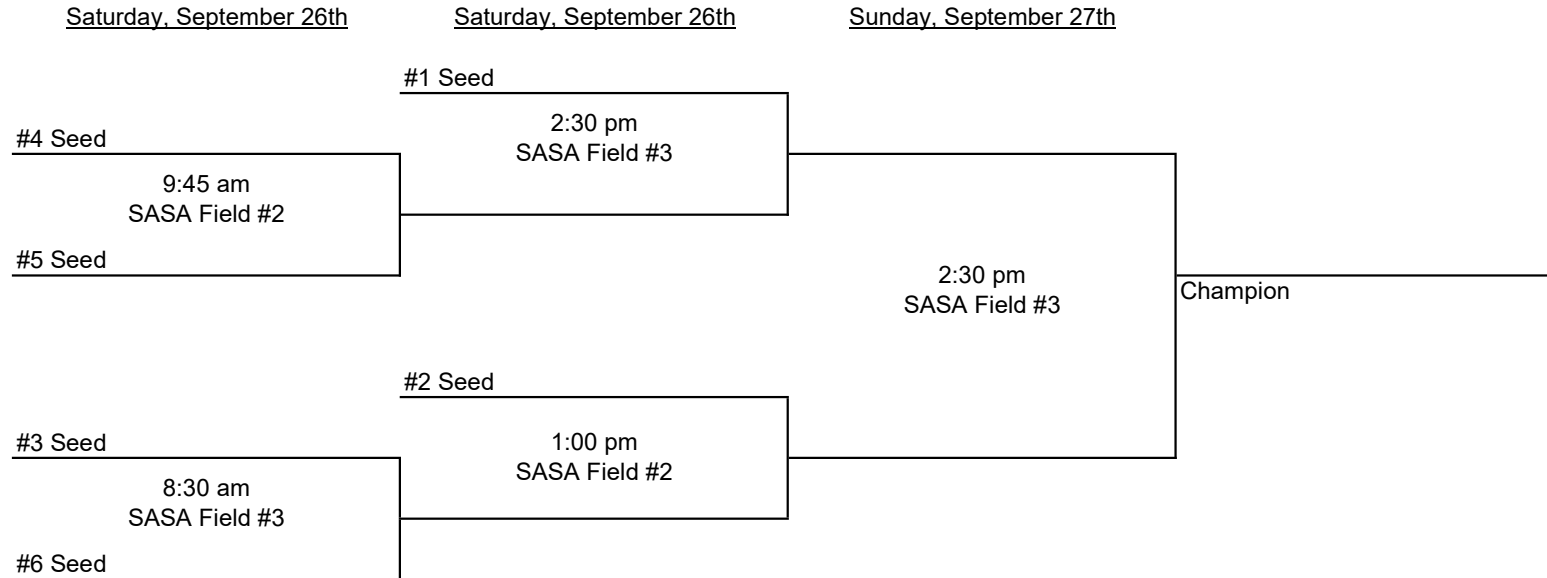 Saturday, September 26th
Saturday, September 26th
Sunday, September 27th
#1 Seed
2:30 pm
SASA Field #3
#4 Seed
9:45 am
SASA Field #2
#5 Seed
2:30 pm
SASA Field #3
Champion
#2 Seed
#3 Seed
1:00 pm
SASA Field #2
8:30 am
SASA Field #3
#6 Seed